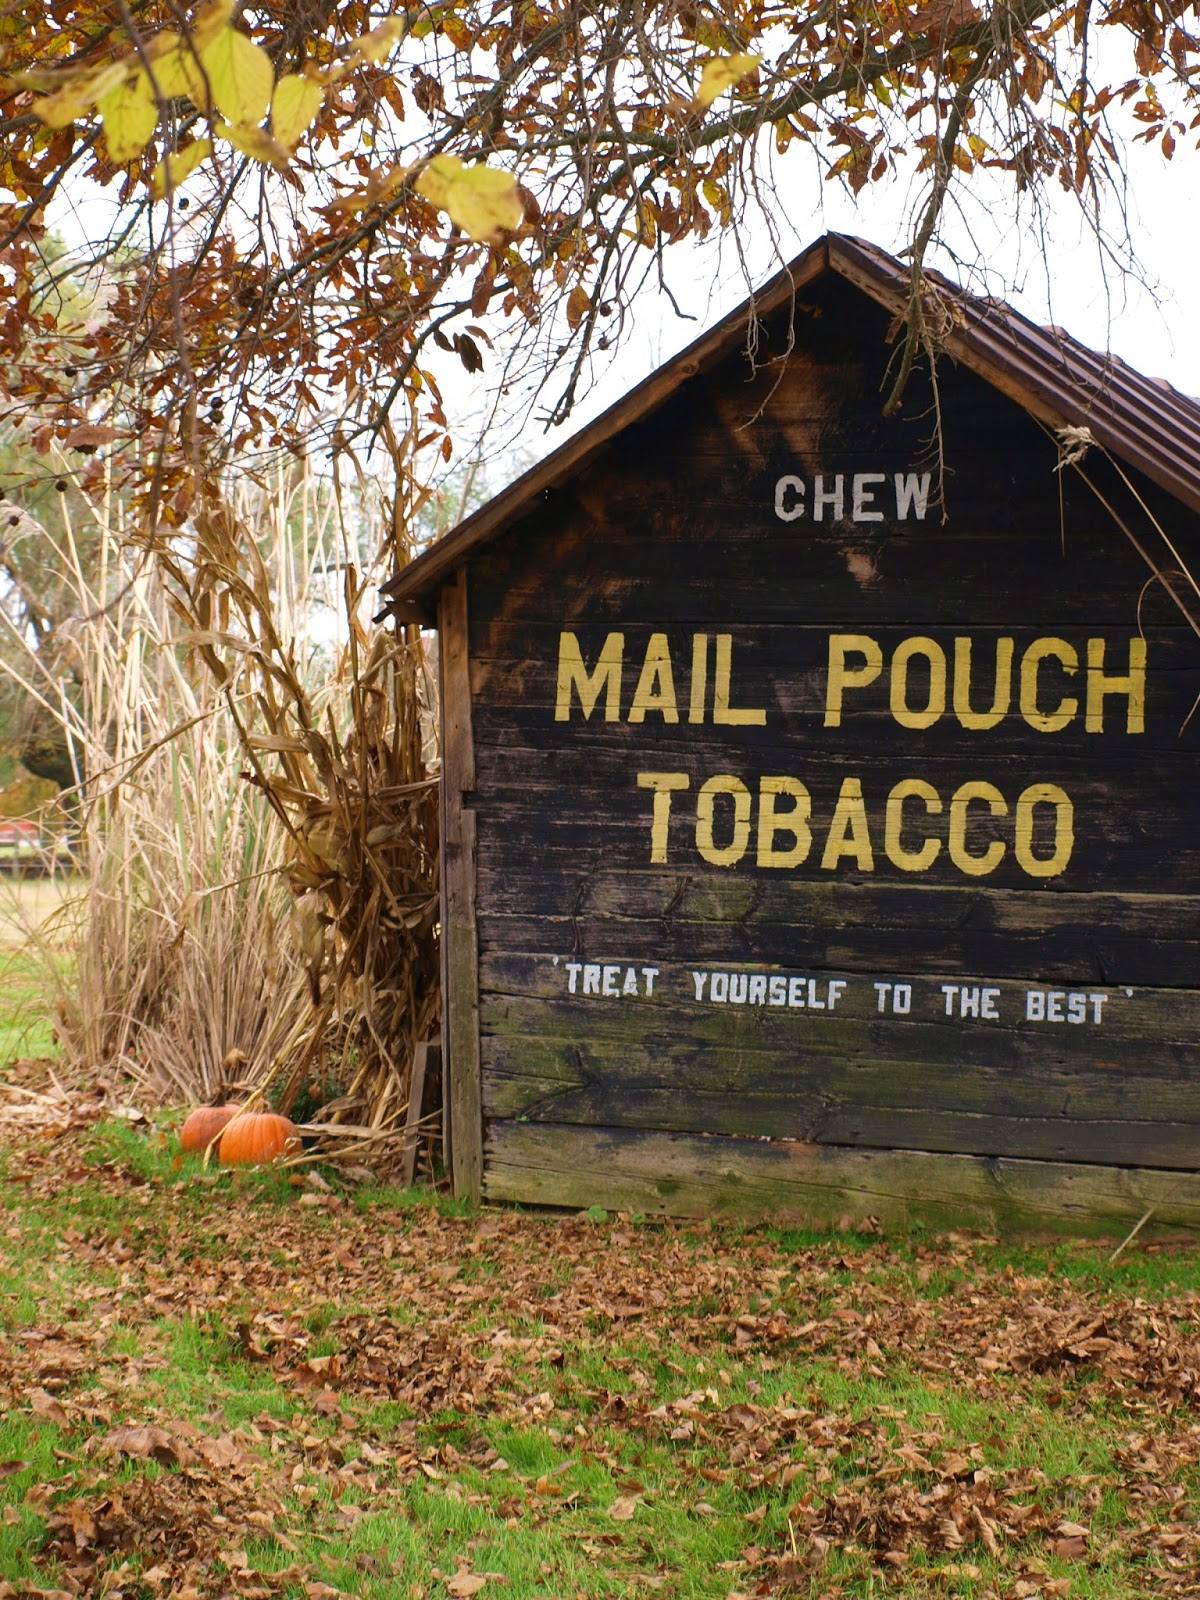 CHEW
MAIL POUCH
TOBACCO
'TREAT YOURSELF TO THE BEST'